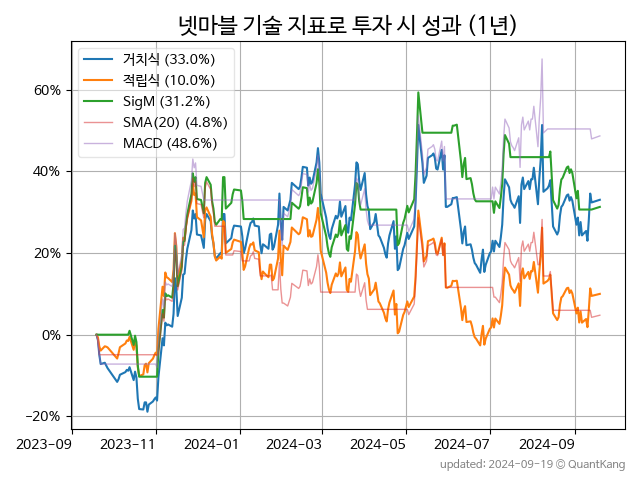 넷마블 기술 지표로 투자 시 성과 (1년)
거치식 (33.0%)
적립식 (10.0%)
SigM (31.2%)
SMA(20) (4.8%)
MACD (48.6%)
60%
40%
20%
0%
−20%
2023-09 2023-11 2024-01 2024-03 2024-05 2024-07 2024-09
updated: 2024-09-19 @ QuantKang